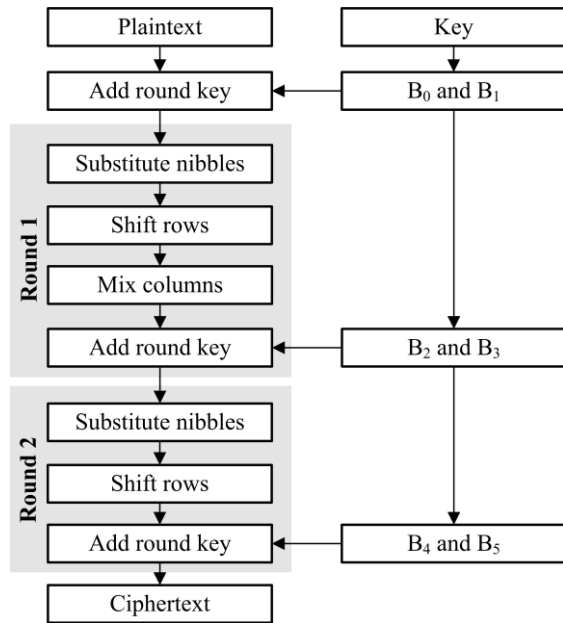 Plaintext
Key
Add round key
B₀ and B₁
Round 1
Substitute nibbles
Shift rows
Mix columns
Add round key
B₂ and B₃
Round 2
Substitute nibbles
Shift rows
Add round key
B₄ and B₅
Ciphertext